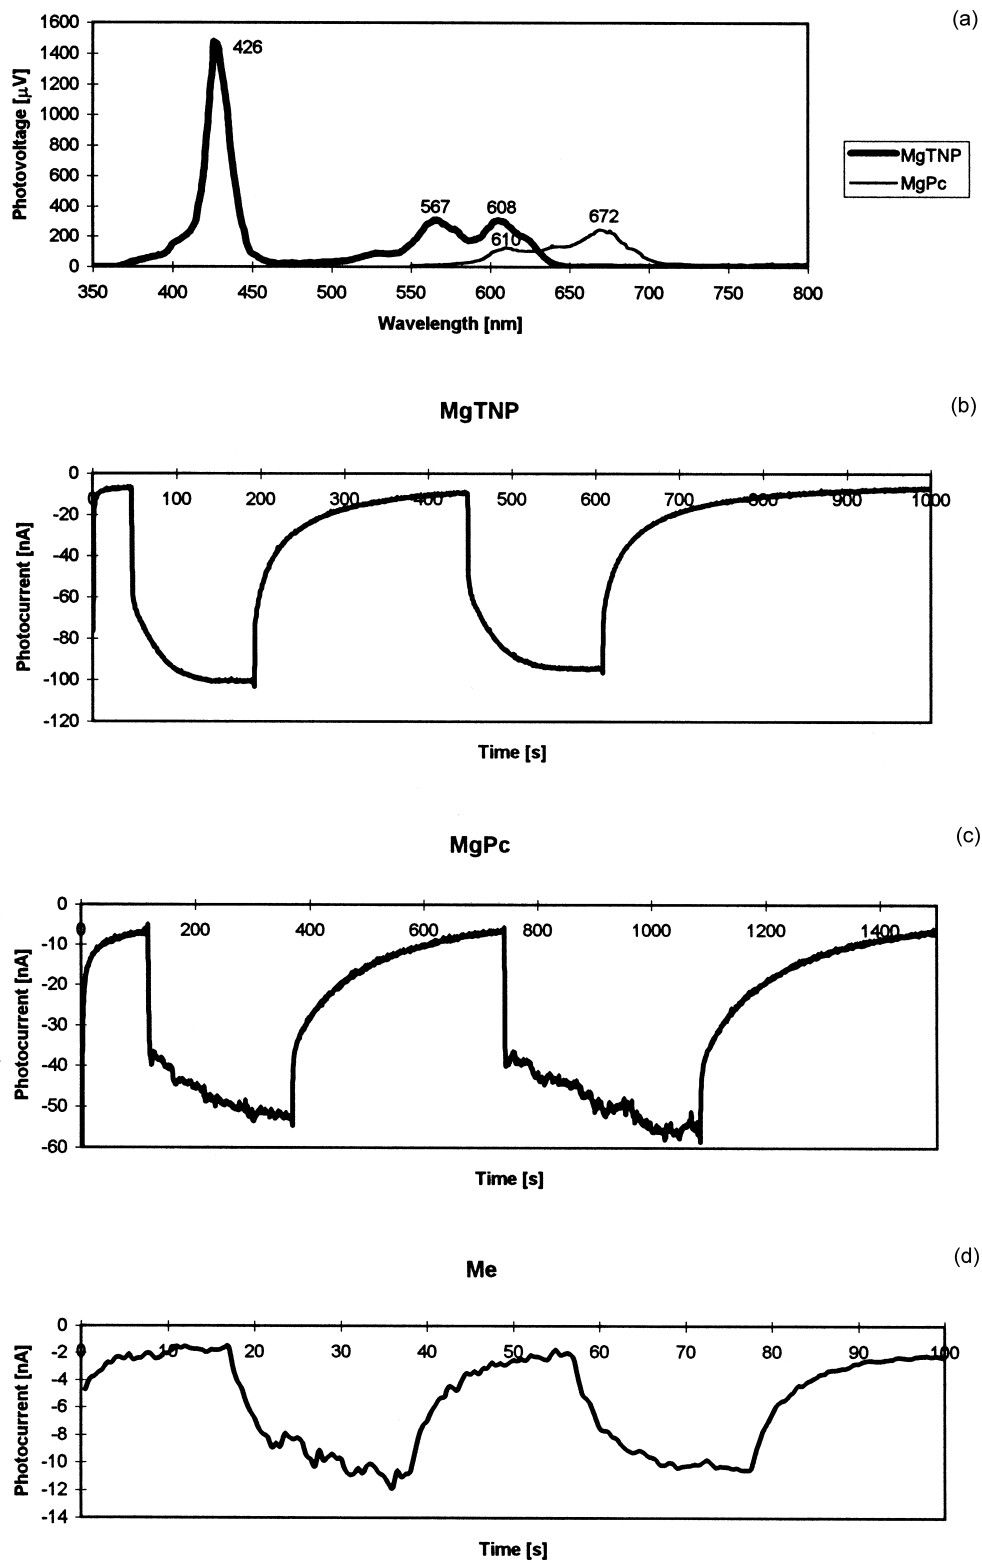 (a)
1600
1400
1200
1000
800
600
400
200
0
Photovoltage [μV]
426
567
608
610
672
MgTNP
MgPc
350 400 450 500 550 600 650 700 750 800
Wavelength [nm]
MgTNP
(b)
0
-20
-40
-60
-80
-100
-120
Photocurrent [nA]
0 100 200 300 400 500 600 700 800 900 1000
Time [s]
MgPc
(c)
0
-10
-20
-30
-40
-50
-60
Photocurrent [nA]
0 200 400 600 800 1000 1200 1400
Time [s]
Me
(d)
0
-2
-4
-6
-8
-10
-12
-14
Photocurrent [nA]
0 10 20 30 40 50 60 70 80 90 100
Time [s]